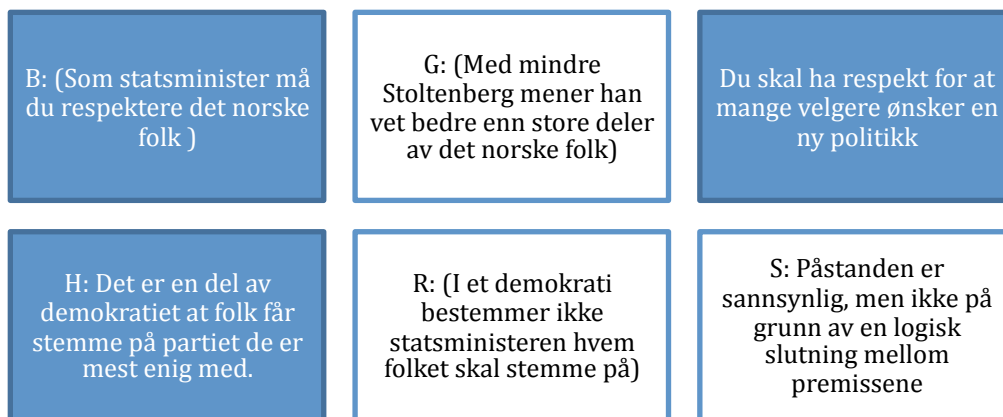 B: (Som statsminister må
du respektere det norske
folk )
G: (Med mindre
Stoltenberg mener han
vet bedre enn store deler
av det norske folk)
Du skal ha respekt for at
mange velgere ønsker en
ny politikk
H: Det er en del av
demokratiet at folk får
stemme på partiet de er
mest enig med.
R: (I et demokrati
bestemmer ikke
statsministeren hvem
folket skal stemme på)
S: Påstanden er
sannsynlig, men ikke på
grunn av en logisk
slutning mellom
premissene